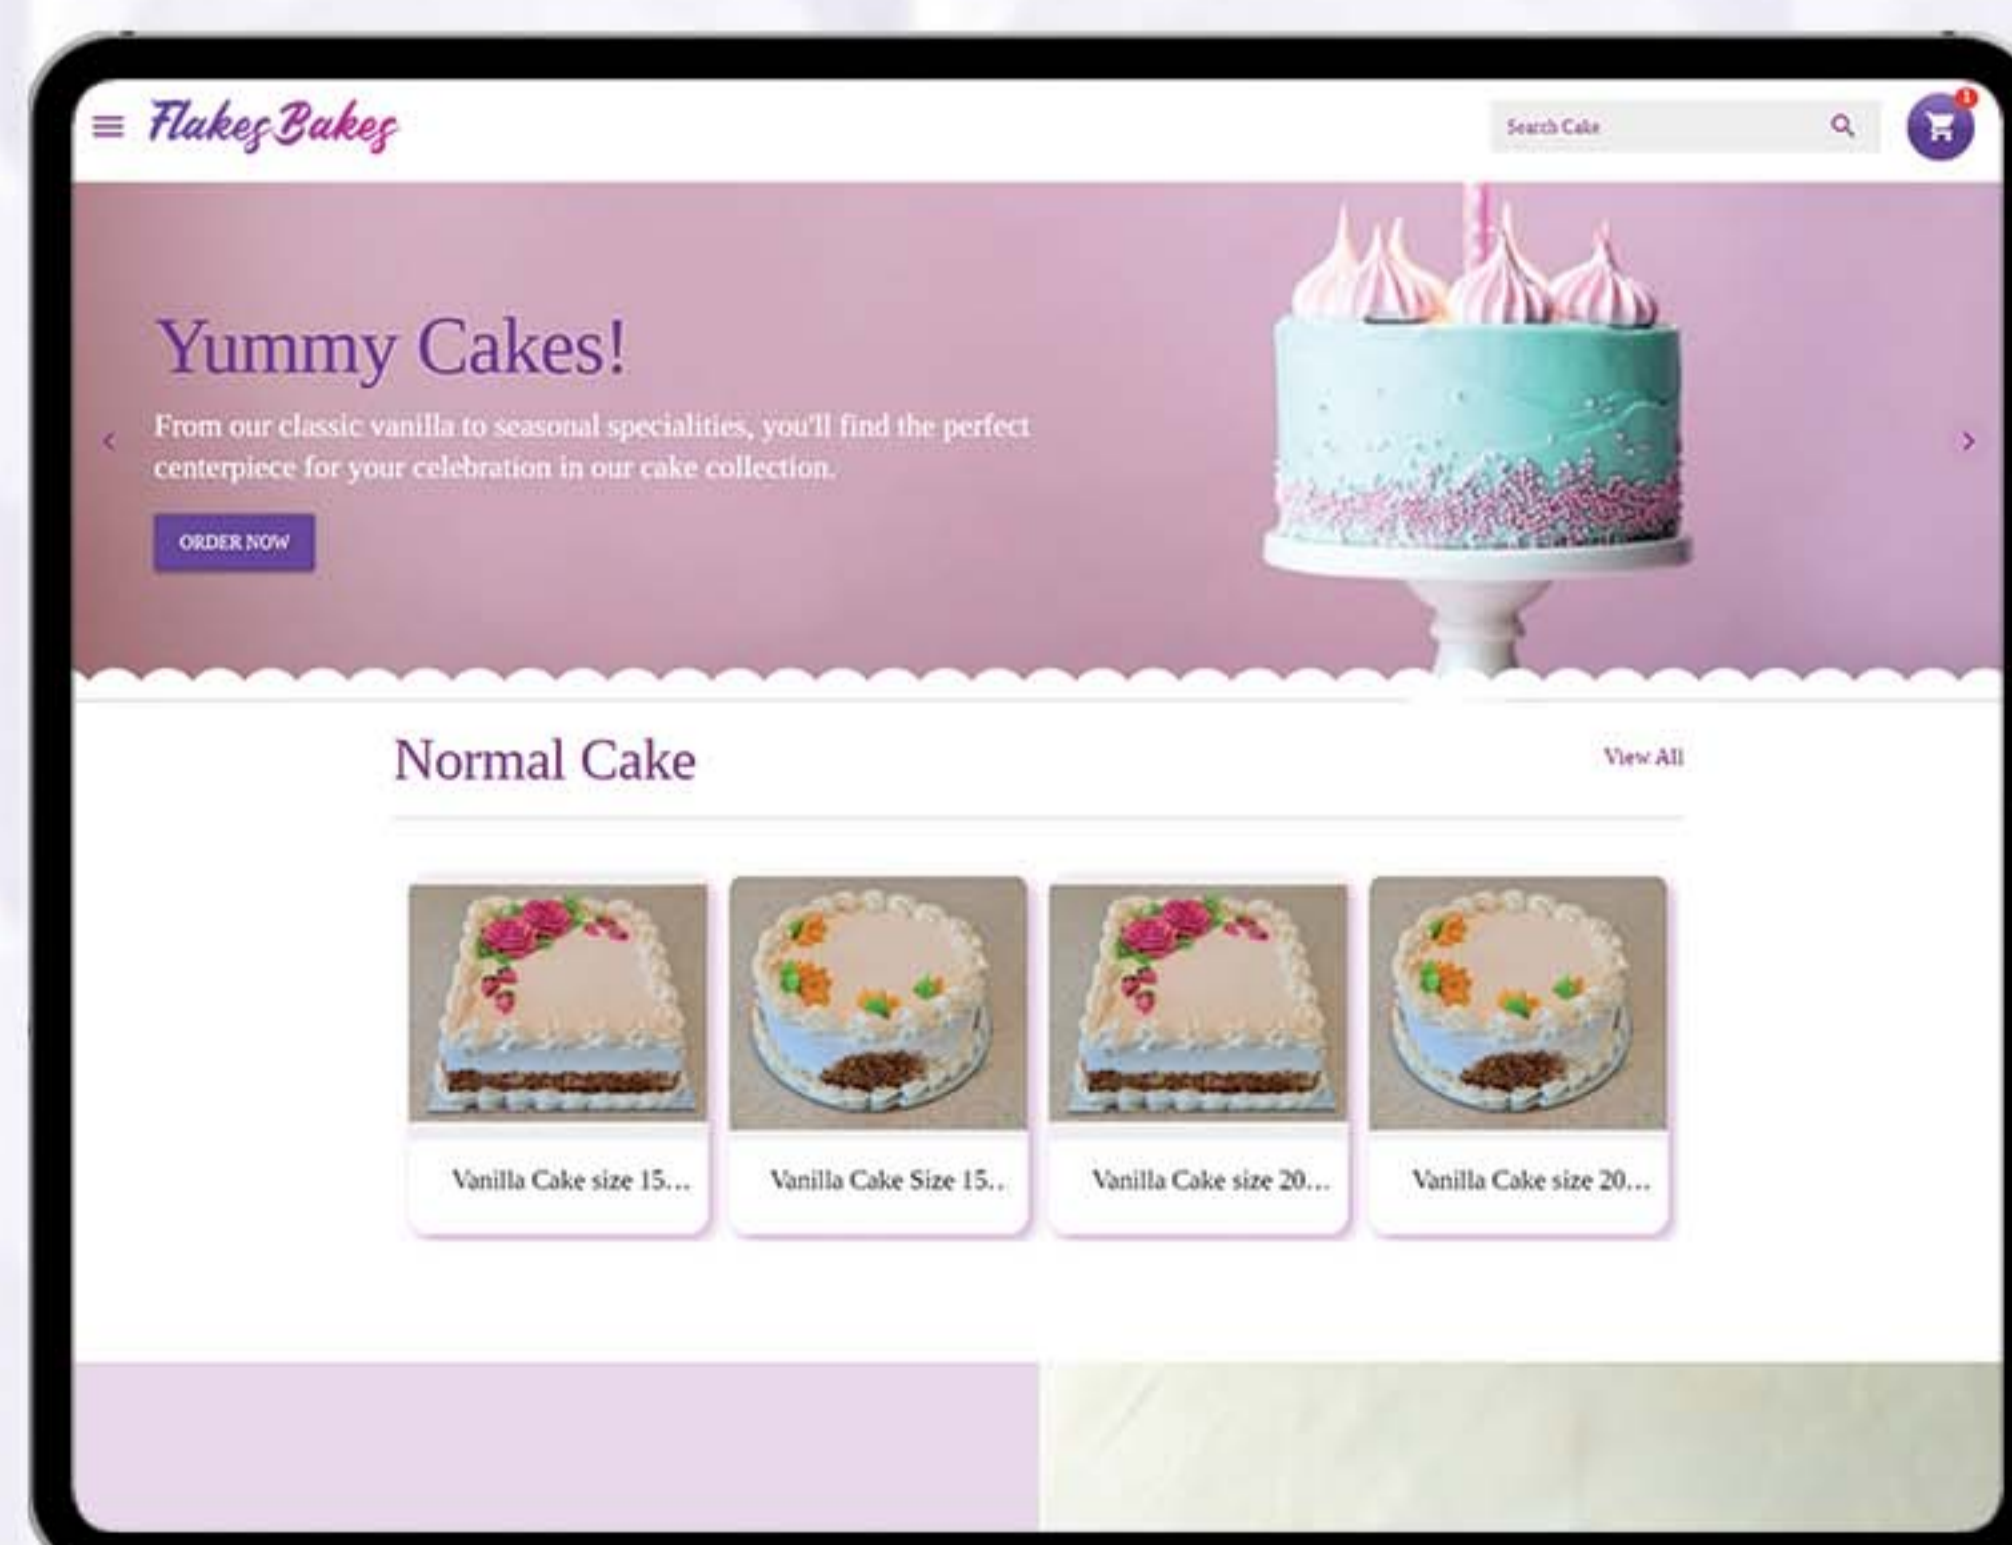 Flakes Bakes
Search Cake
1
Yummy Cakes!
From our classic vanilla to seasonal specialities, you'll find the perfect
centerpiece for your celebration in our cake collection.
ORDER NOW
Normal Cake
View All
Vanilla Cake size 15...
Vanilla Cake Size 15..
Vanilla Cake size 20...
Vanilla Cake size 20...